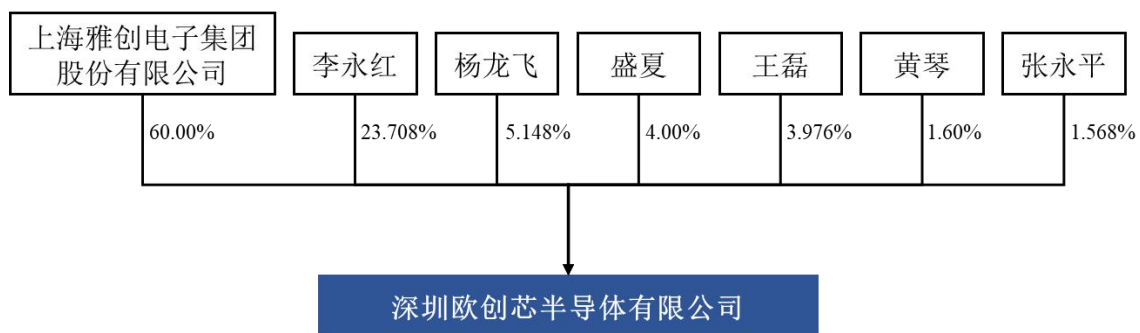 上海雅创电子集团
股份有限公司
李永红
杨龙飞
盛夏
王磊
黄琴
张永平
60.00%
23.708%
5.148%
4.00%
3.976%
1.60%
1.568%
深圳欧创芯半导体有限公司